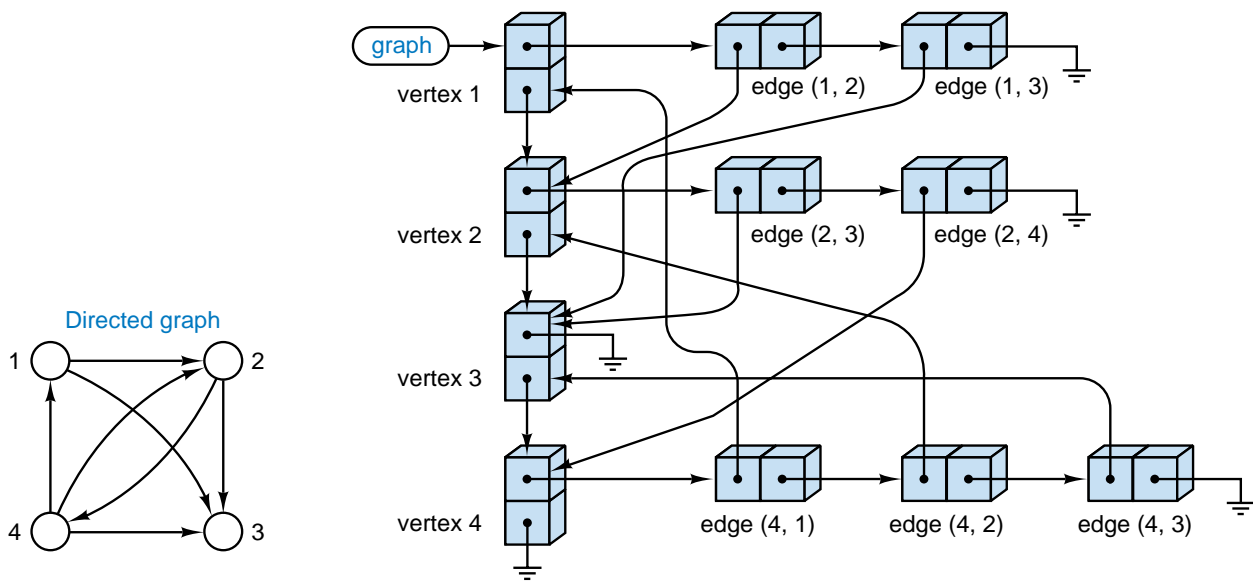 graph
vertex 1
edge (1, 2)
edge (1, 3)
vertex 2
edge (2, 3)
edge (2, 4)
Directed graph
1
2
4
3
vertex 3
vertex 4
edge (4, 1)
edge (4, 2)
edge (4, 3)